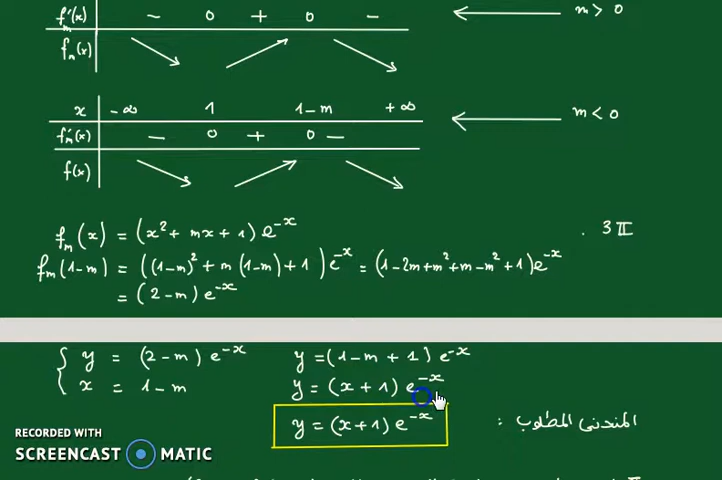 f'm(x) − 0 + 0 − m > 0
fm(x)
x -∞ 1 1-m +∞
f'm(x) − 0 + 0 − m < 0
f(x)
fm(x) = (x² + mx + 1) e^-x . 3 II
fm(1-m) = ((1-m)² + m(1-m) + 1) e^-x = (1-2m+m²+m-m²+1) e^-x
= (2-m) e^-x
{ y = (2-m) e^-x y = (1-m+1) e^-x
x = 1-m y = (x+1) e^-x
y = (x+1) e^-x المنحنى المطلوب :
RECORDED WITH
SCREENCAST MATIC